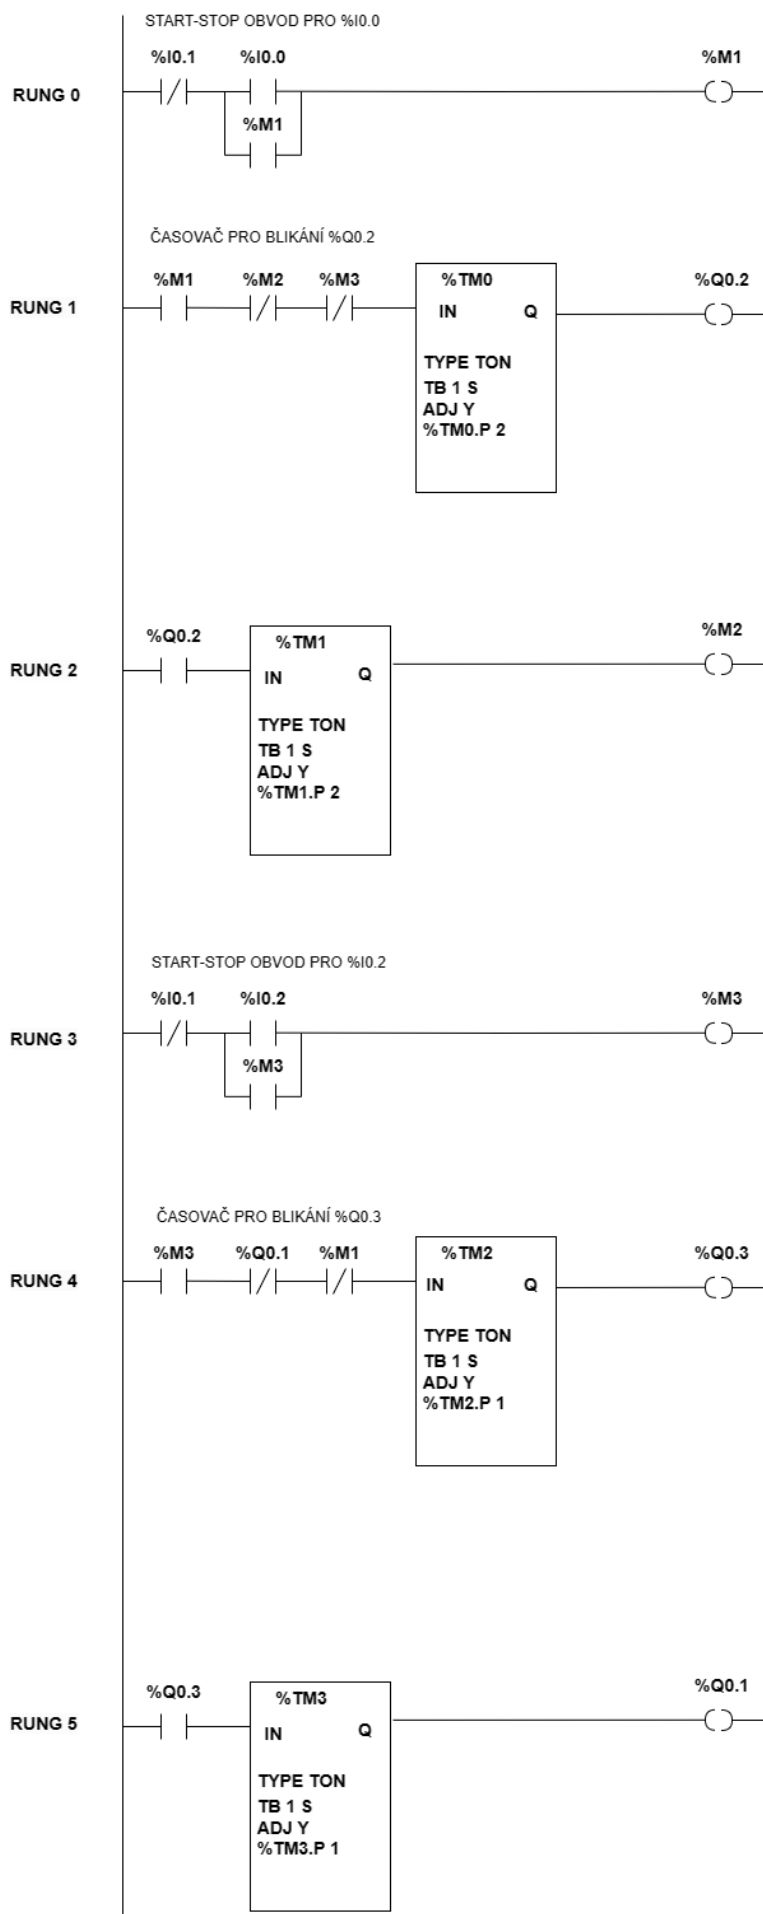 START-STOP OBVOD PRO %I0.0
%I0.1 %I0.0 %M1
RUNG 0
%M1
ČASOVAČ PRO BLIKÁNÍ %Q0.2
%M1 %M2 %M3 %TM0 %Q0.2
RUNG 1
IN Q
TYPE TON
TB 1 S
ADJ Y
%TM0.P 2
%Q0.2 %TM1 %M2
RUNG 2
IN Q
TYPE TON
TB 1 S
ADJ Y
%TM1.P 2
START-STOP OBVOD PRO %I0.2
%I0.1 %I0.2 %M3
RUNG 3
%M3
ČASOVAČ PRO BLIKÁNÍ %Q0.3
%M3 %Q0.1 %M1 %TM2 %Q0.3
RUNG 4
IN Q
TYPE TON
TB 1 S
ADJ Y
%TM2.P 1
%Q0.3 %TM3 %Q0.1
RUNG 5
IN Q
TYPE TON
TB 1 S
ADJ Y
%TM3.P 1